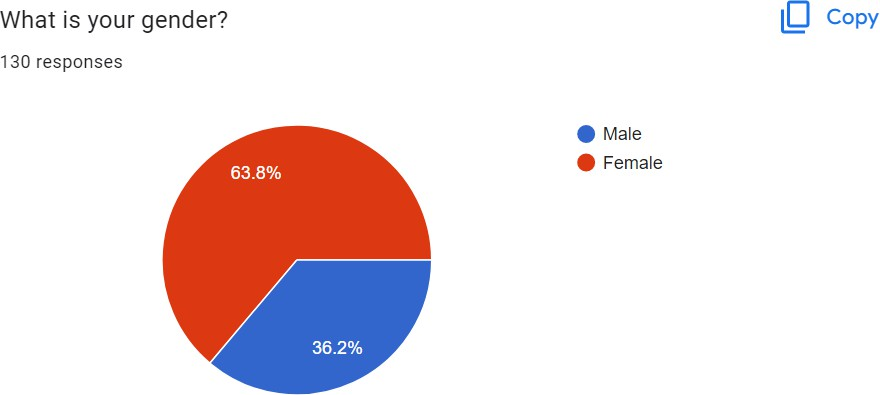 What is your gender?
Copy
130 responses
Male
Female
63.8%
36.2%